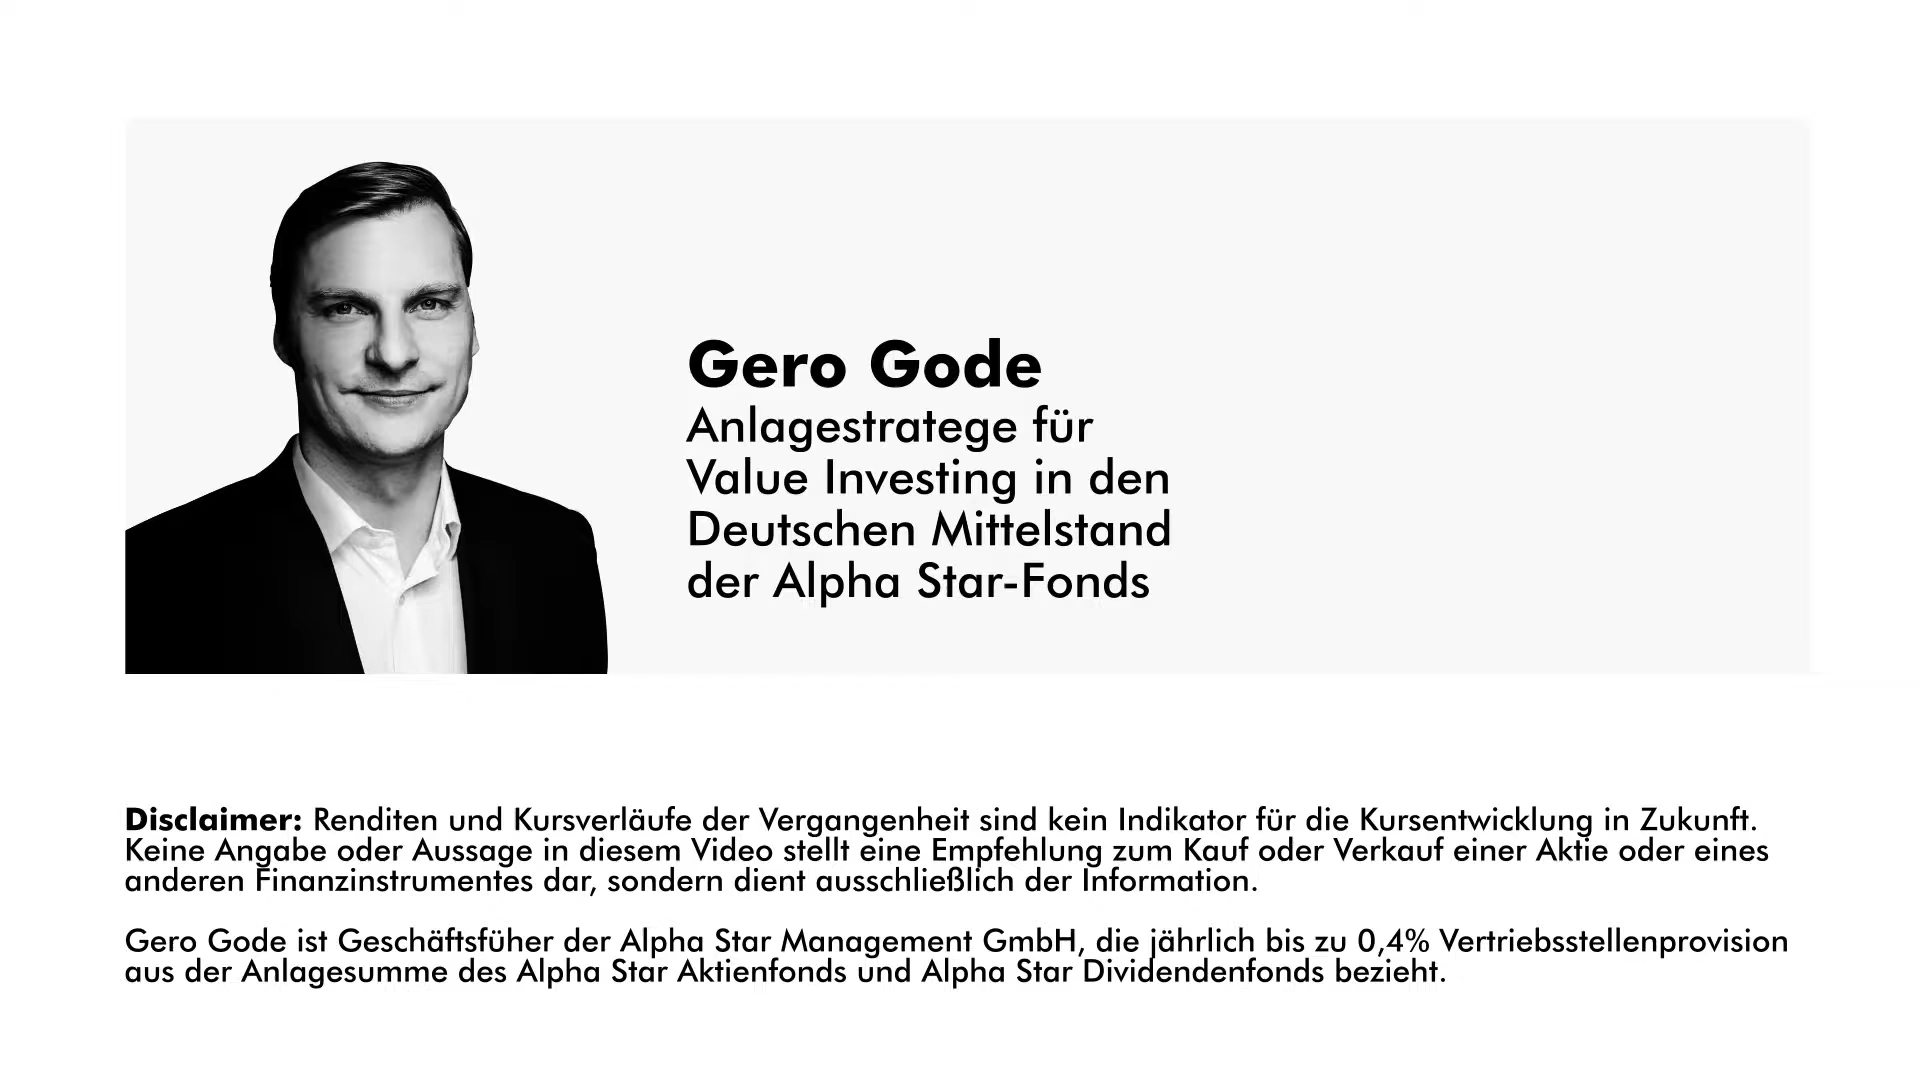 Gero Gode
Anlagestratege für
Value Investing in den
Deutschen Mittelstand
der Alpha Star-Fonds
Disclaimer: Renditen und Kursverläufe der Vergangenheit sind kein Indikator für die Kursentwicklung in Zukunft.
Keine Angabe oder Aussage in diesem Video stellt eine Empfehlung zum Kauf oder Verkauf einer Aktie oder eines
anderen Finanzinstrumentes dar, sondern dient ausschließlich der Information.
Gero Gode ist Geschäftsfüher der Alpha Star Management GmbH, die jährlich bis zu 0,4% Vertriebsstellenprovision
aus der Anlagesumme des Alpha Star Aktienfonds und Alpha Star Dividendenfonds bezieht.